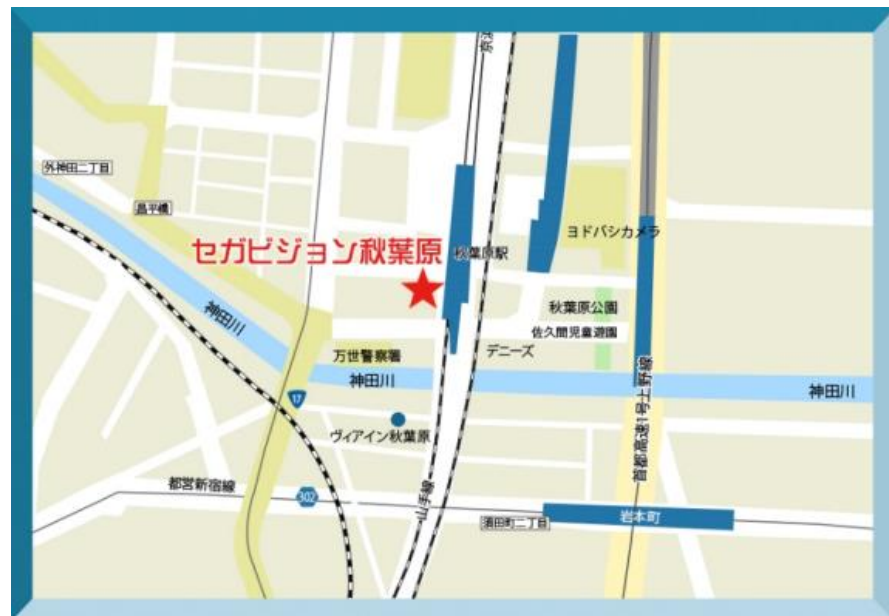 京浜
外神田二丁目
昌平橋
ヨドバシカメラ
セガビジョン秋葉原
秋葉原駅
神田川
秋葉原公園
佐久間児童遊園
万世警察署
デニーズ
神田川
神田川
17
ヴィアイン秋葉原
首都高速1号上野線
都営新宿線
302
山手線
須田町二丁目
岩本町